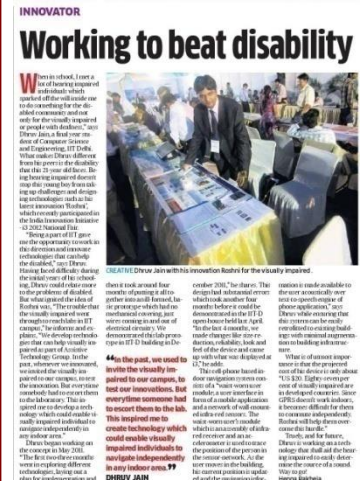 INNOVATOR
Working to beat disability
When in school, I met a
lot of hearing impaired
individuals which
sparked off the will inside me
to do something for the dis-
abled community and not
only for the visually impaired
or people with deafness," says
Dhruv Jain, a final year stu-
dent of Computer Science
and Engineering, IIT Delhi.
What makes Dhruv different
from his peers is the disability
that this 21-year old faces. Be-
ing hearing impaired doesn't
stop this young boy from tak-
ing up challenges and design-
ing technologies such as his
latest innovation 'Roshni',
which recently participated in
the India Innovation Initiative
- i3 2012 National Fair.
"Being a part of IIT gave
me the opportunity to work in
this direction and innovate
technologies that can help
the disabled," says Dhruv.
Having faced difficulty during
the initial years of his school-
ing, Dhruv could relate more
to the problems of disabled.
But what ignited the idea of
Roshni was, "The trouble that
the visually impaired went
through to reach labs in IIT
campus," he informs and ex-
plains, "We develop technolo-
gies that can help visually im-
paired as part of Assistive
Technology Group. In the
past, whenever we innovated,
we invited the visually im-
paired to our campus, to test
the innovation. But everytime
somebody had to escort them
to the laboratory. This in-
spired me to develop a tech-
nology which could enable vi-
sually impaired individual to
navigate independently in
any indoor area."
Dhruv began working on
the concept in May 2011.
"The first two three months
went in exploring different
technologies, laying out a
plan for implementation and
CREATIVE Dhruv Jain with his innovation Roshni for the visually impaired
then it took around four
months of putting it all to-
gether into an ill-formed, ba-
sic prototype which had no
mechanical covering, just
wires coming in and out of
electrical circuitry. We
demonstrated this lab proto-
type in IIT-D building in De-
"In the past, we used to
invite the visually im-
paired to our campus, to
test our innovations. But
everytime someone had
to escort them to the lab.
This inspired me to
create technology which
could enable visually
impaired individuals to
navigate independently
in any indoor area."
DHRUV JAIN
cember 2011," he shares. This
design had substantial errors
which took another four
months before it could be
demonstrated in the IIT-D
open house held last April.
"In the last 4 months, we
made changes like size re-
duction, reliability, look and
feel of the device and came
up with what was displayed at
i3," he adds.
This cell-phone based in-
door navigation system con-
sists of a "waist-worn user
module, a user interface in
form of a mobile application
and a network of wall-mount-
ed infra-red sensors. The
waist-worn user's module
which is an assembly of infra-
red receiver and an ac-
celerometer is used to trace
the position of the person in
the sensor network. As the
user moves in the building,
his current position is updat-
ed and the navigation infor-
mation is made available to
the user acoustically over
text-to-speech engine of
phone application," says
Dhruv while ensuring that
this system can be easily
retrofitted to existing build-
ings with minimal augmenta-
tion to building infrastruc-
ture.
What is of utmost impor-
tance is that the projected
cost of his device is only about
"US $20. Eighty-seven per
cent of visually impaired are
in developed countries. Since
GPRS doesn't work indoors,
it becomes difficult for them
to commute independently.
Roshni will help them over-
come this hurdle."
Truely, and for future,
Dhruv is working on a tech-
nology that shall aid the hear-
ing impaired to easily deter-
mine the source of a sound.
Way to go!